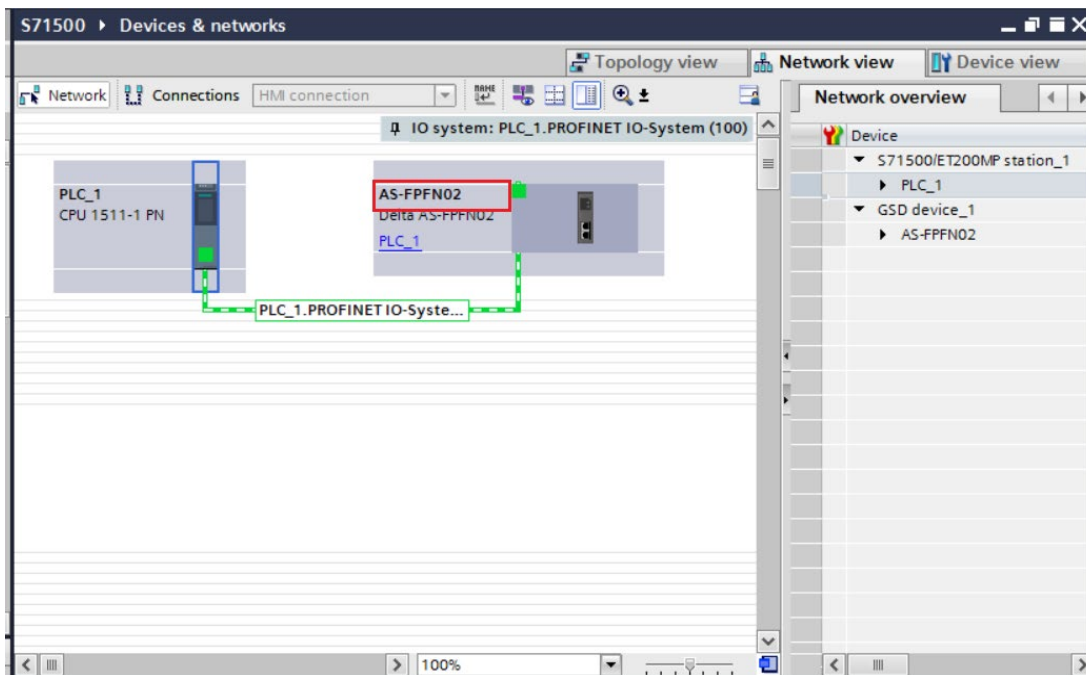 S71500 ▸ Devices & networks
Topology view
Network view
Device view
Network
Connections
HMI connection
Network overview
IO system: PLC_1.PROFINET IO-System (100)
PLC_1
CPU 1511-1 PN
AS-FPFN02
Delta AS-FPFN02
PLC_1
PLC_1.PROFINET IO-Syste...
100%
Device
S71500/ET200MP station_1
PLC_1
GSD device_1
AS-FPFN02